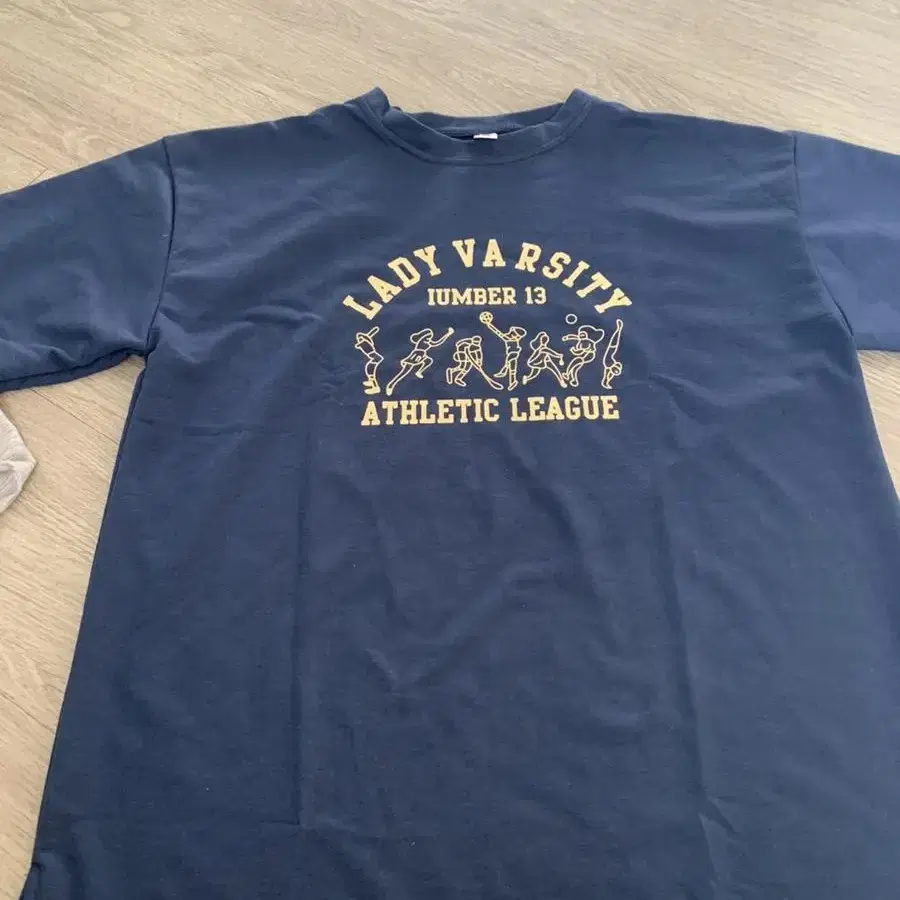 LADY VARSITY
IUMBER 13
ATHLETIC LEAGUE